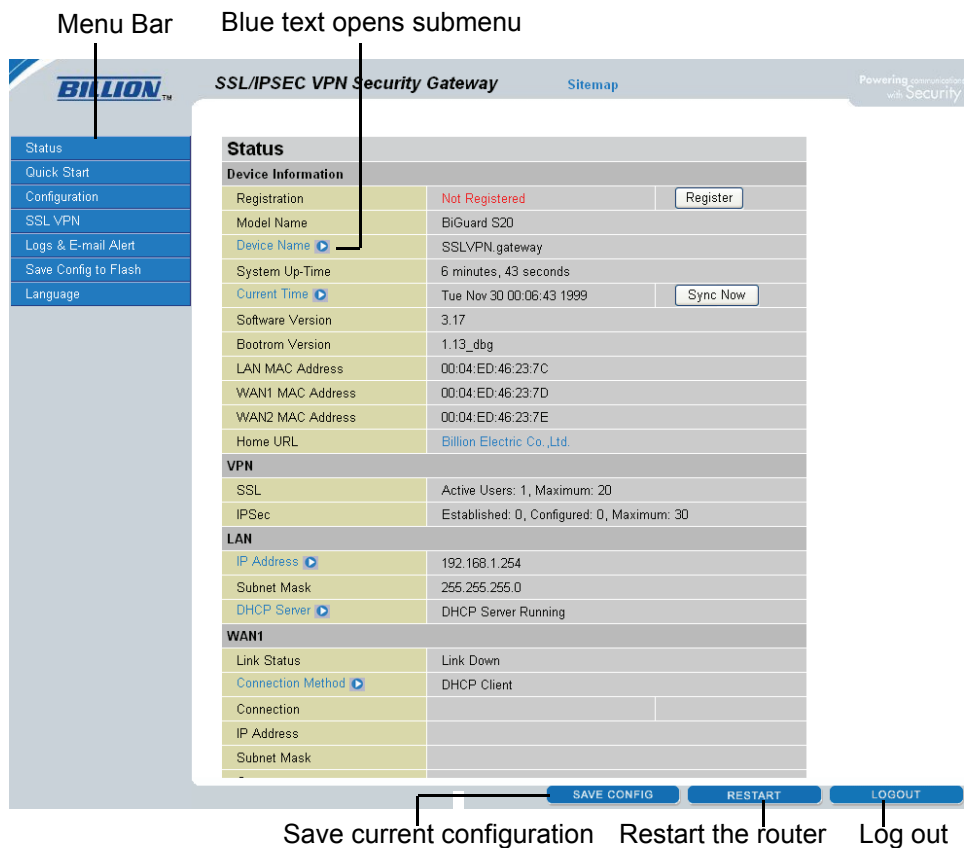 Menu Bar
Blue text opens submenu
BILLION TM
SSL/IPSEC VPN Security Gateway
Sitemap
Powering communications
with Security
Status
Quick Start
Configuration
SSL VPN
Logs & E-mail Alert
Save Config to Flash
Language
Status
Device Information
Registration Not Registered Register
Model Name BiGuard S20
Device Name SSLVPN.gateway
System Up-Time 6 minutes, 43 seconds
Current Time Tue Nov 30 00:06:43 1999 Sync Now
Software Version 3.17
Bootrom Version 1.13_dbg
LAN MAC Address 00:04:ED:46:23:7C
WAN1 MAC Address 00:04:ED:46:23:7D
WAN2 MAC Address 00:04:ED:46:23:7E
Home URL Billion Electric Co.,Ltd.
VPN
SSL Active Users: 1, Maximum: 20
IPSec Established: 0, Configured: 0, Maximum: 30
LAN
IP Address 192.168.1.254
Subnet Mask 255.255.255.0
DHCP Server DHCP Server Running
WAN1
Link Status Link Down
Connection Method DHCP Client
Connection
IP Address
Subnet Mask
SAVE CONFIG RESTART LOGOUT
Save current configuration Restart the router Log out